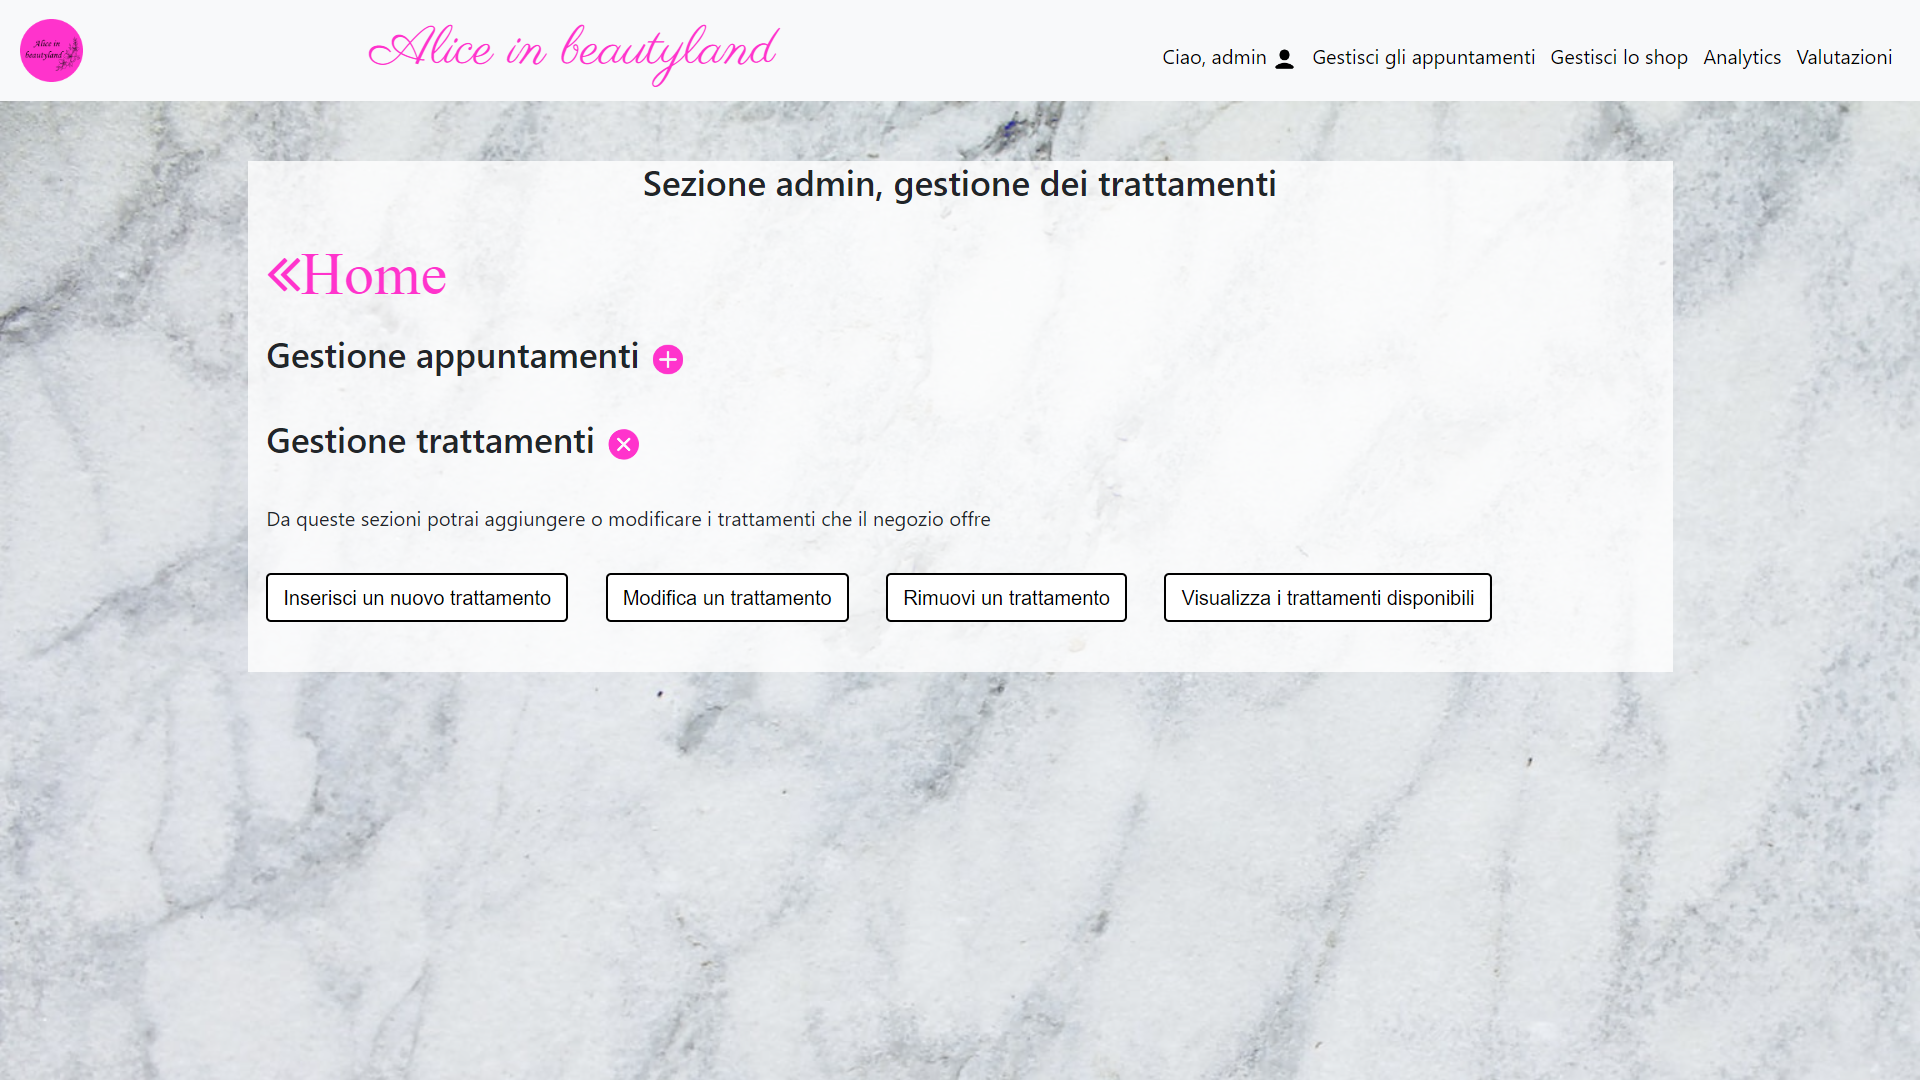 Alice in
beautyland
Alice in beautyland
Ciao, admin Gestisci gli appuntamenti Gestisci lo shop Analytics Valutazioni
Sezione admin, gestione dei trattamenti
Home
Gestione appuntamenti
Gestione trattamenti
Da queste sezioni potrai aggiungere o modificare i trattamenti che il negozio offre
Inserisci un nuovo trattamento Modifica un trattamento Rimuovi un trattamento Visualizza i trattamenti disponibili